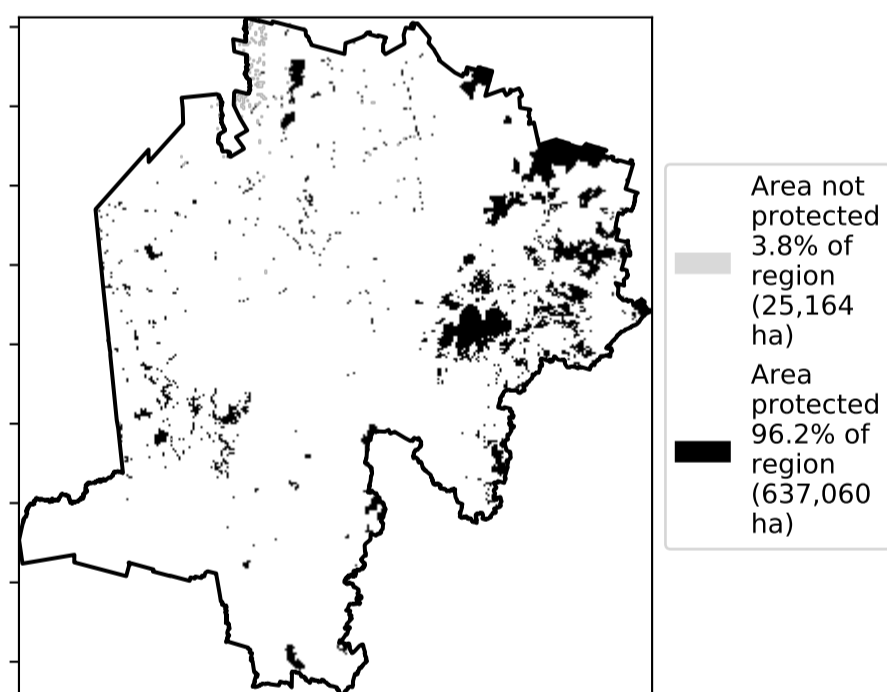 Area not
protected
3.8% of
region
(25,164
ha)
Area
protected
96.2% of
region
(637,060
ha)